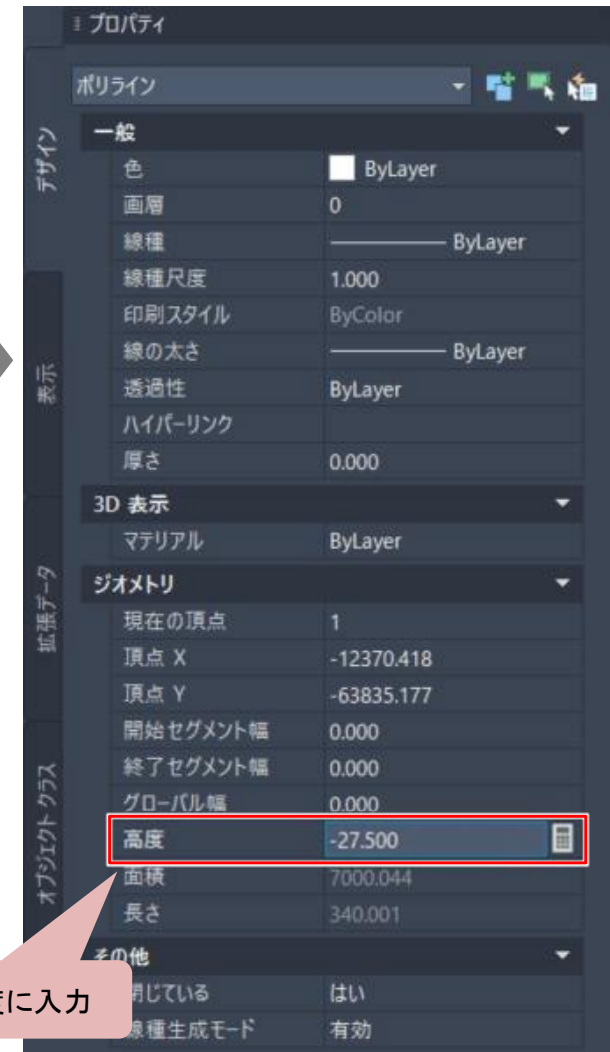 プロパティ
ポリライン
デザイン
表示
拡張データ
オブジェクト クラス
一般
色 ByLayer
画層 0
線種 ByLayer
線種尺度 1.000
印刷スタイル ByColor
線の太さ ByLayer
透過性 ByLayer
ハイパーリンク
厚さ 0.000
3D 表示
マテリアル ByLayer
ジオメトリ
現在の頂点 1
頂点 X -12370.418
頂点 Y -63835.177
開始セグメント幅 0.000
終了セグメント幅 0.000
グローバル幅 0.000
高度 -27.500
面積 7000.044
長さ 340.001
その他
閉じている はい
線種生成モード 有効
に入力